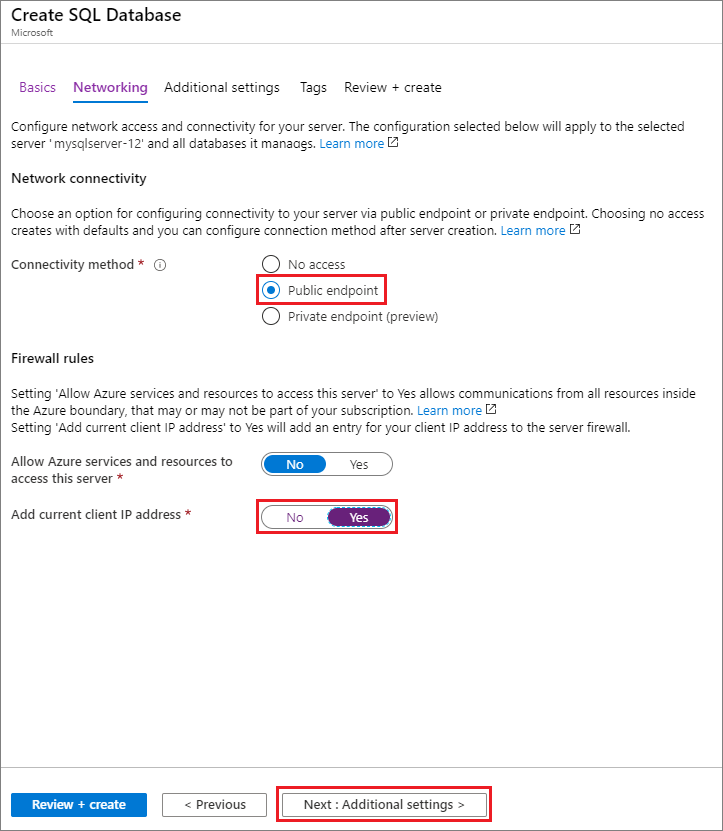 Create SQL Database
Microsoft
Basics Networking Additional settings Tags Review + create
Configure network access and connectivity for your server. The configuration selected below will apply to the selected
server 'mysqlserver-12' and all databases it manages. Learn more
Network connectivity
Choose an option for configuring connectivity to your server via public endpoint or private endpoint. Choosing no access
creates with defaults and you can configure connection method after server creation. Learn more
Connectivity method *
No access
Public endpoint
Private endpoint (preview)
Firewall rules
Setting 'Allow Azure services and resources to access this server' to Yes allows communications from all resources inside
the Azure boundary, that may or may not be part of your subscription. Learn more
Setting 'Add current client IP address' to Yes will add an entry for your client IP address to the server firewall.
Allow Azure services and resources to
access this server *
No Yes
Add current client IP address *
No Yes
Review + create
< Previous
Next : Additional settings >